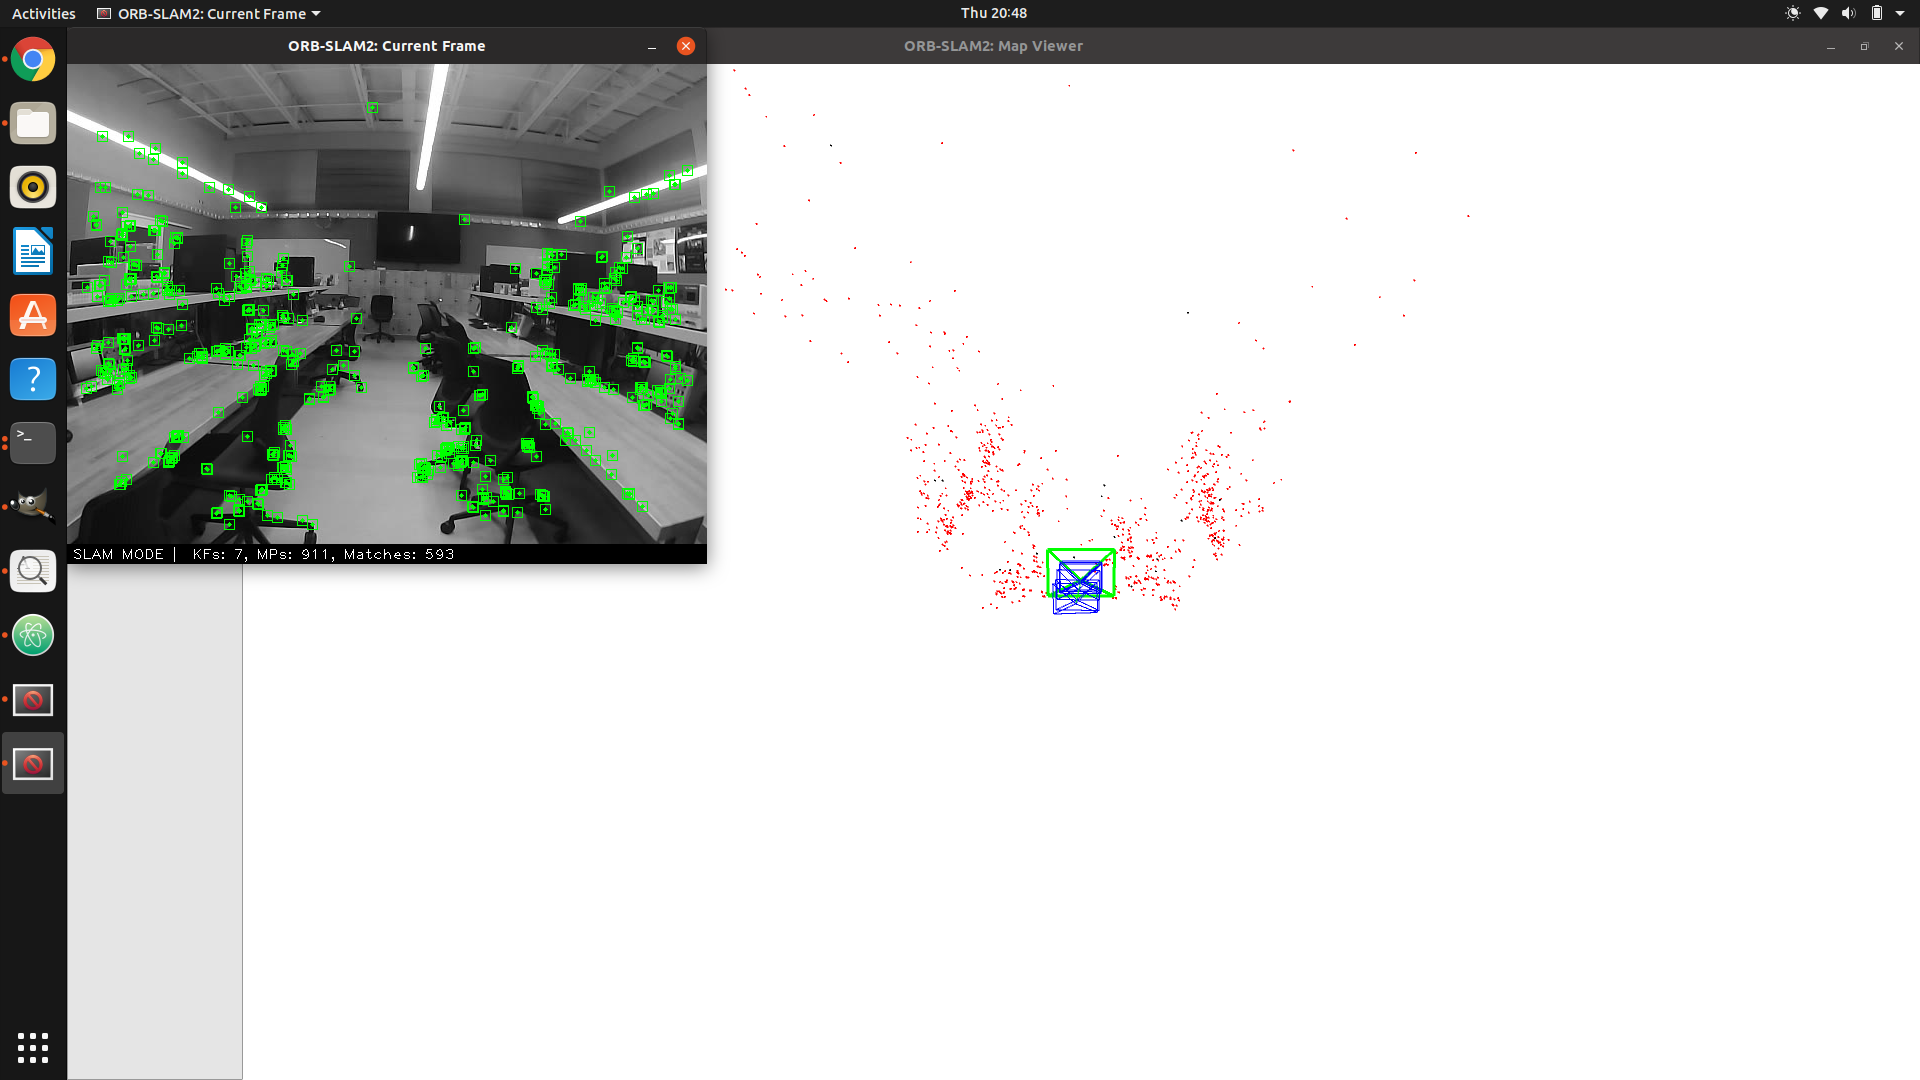 Activities
ORB-SLAM2: Current Frame
Thu 20:48
ORB-SLAM2: Current Frame
ORB-SLAM2: Map Viewer
SLAM MODE | KFs: 7, MPs: 911, Matches: 593